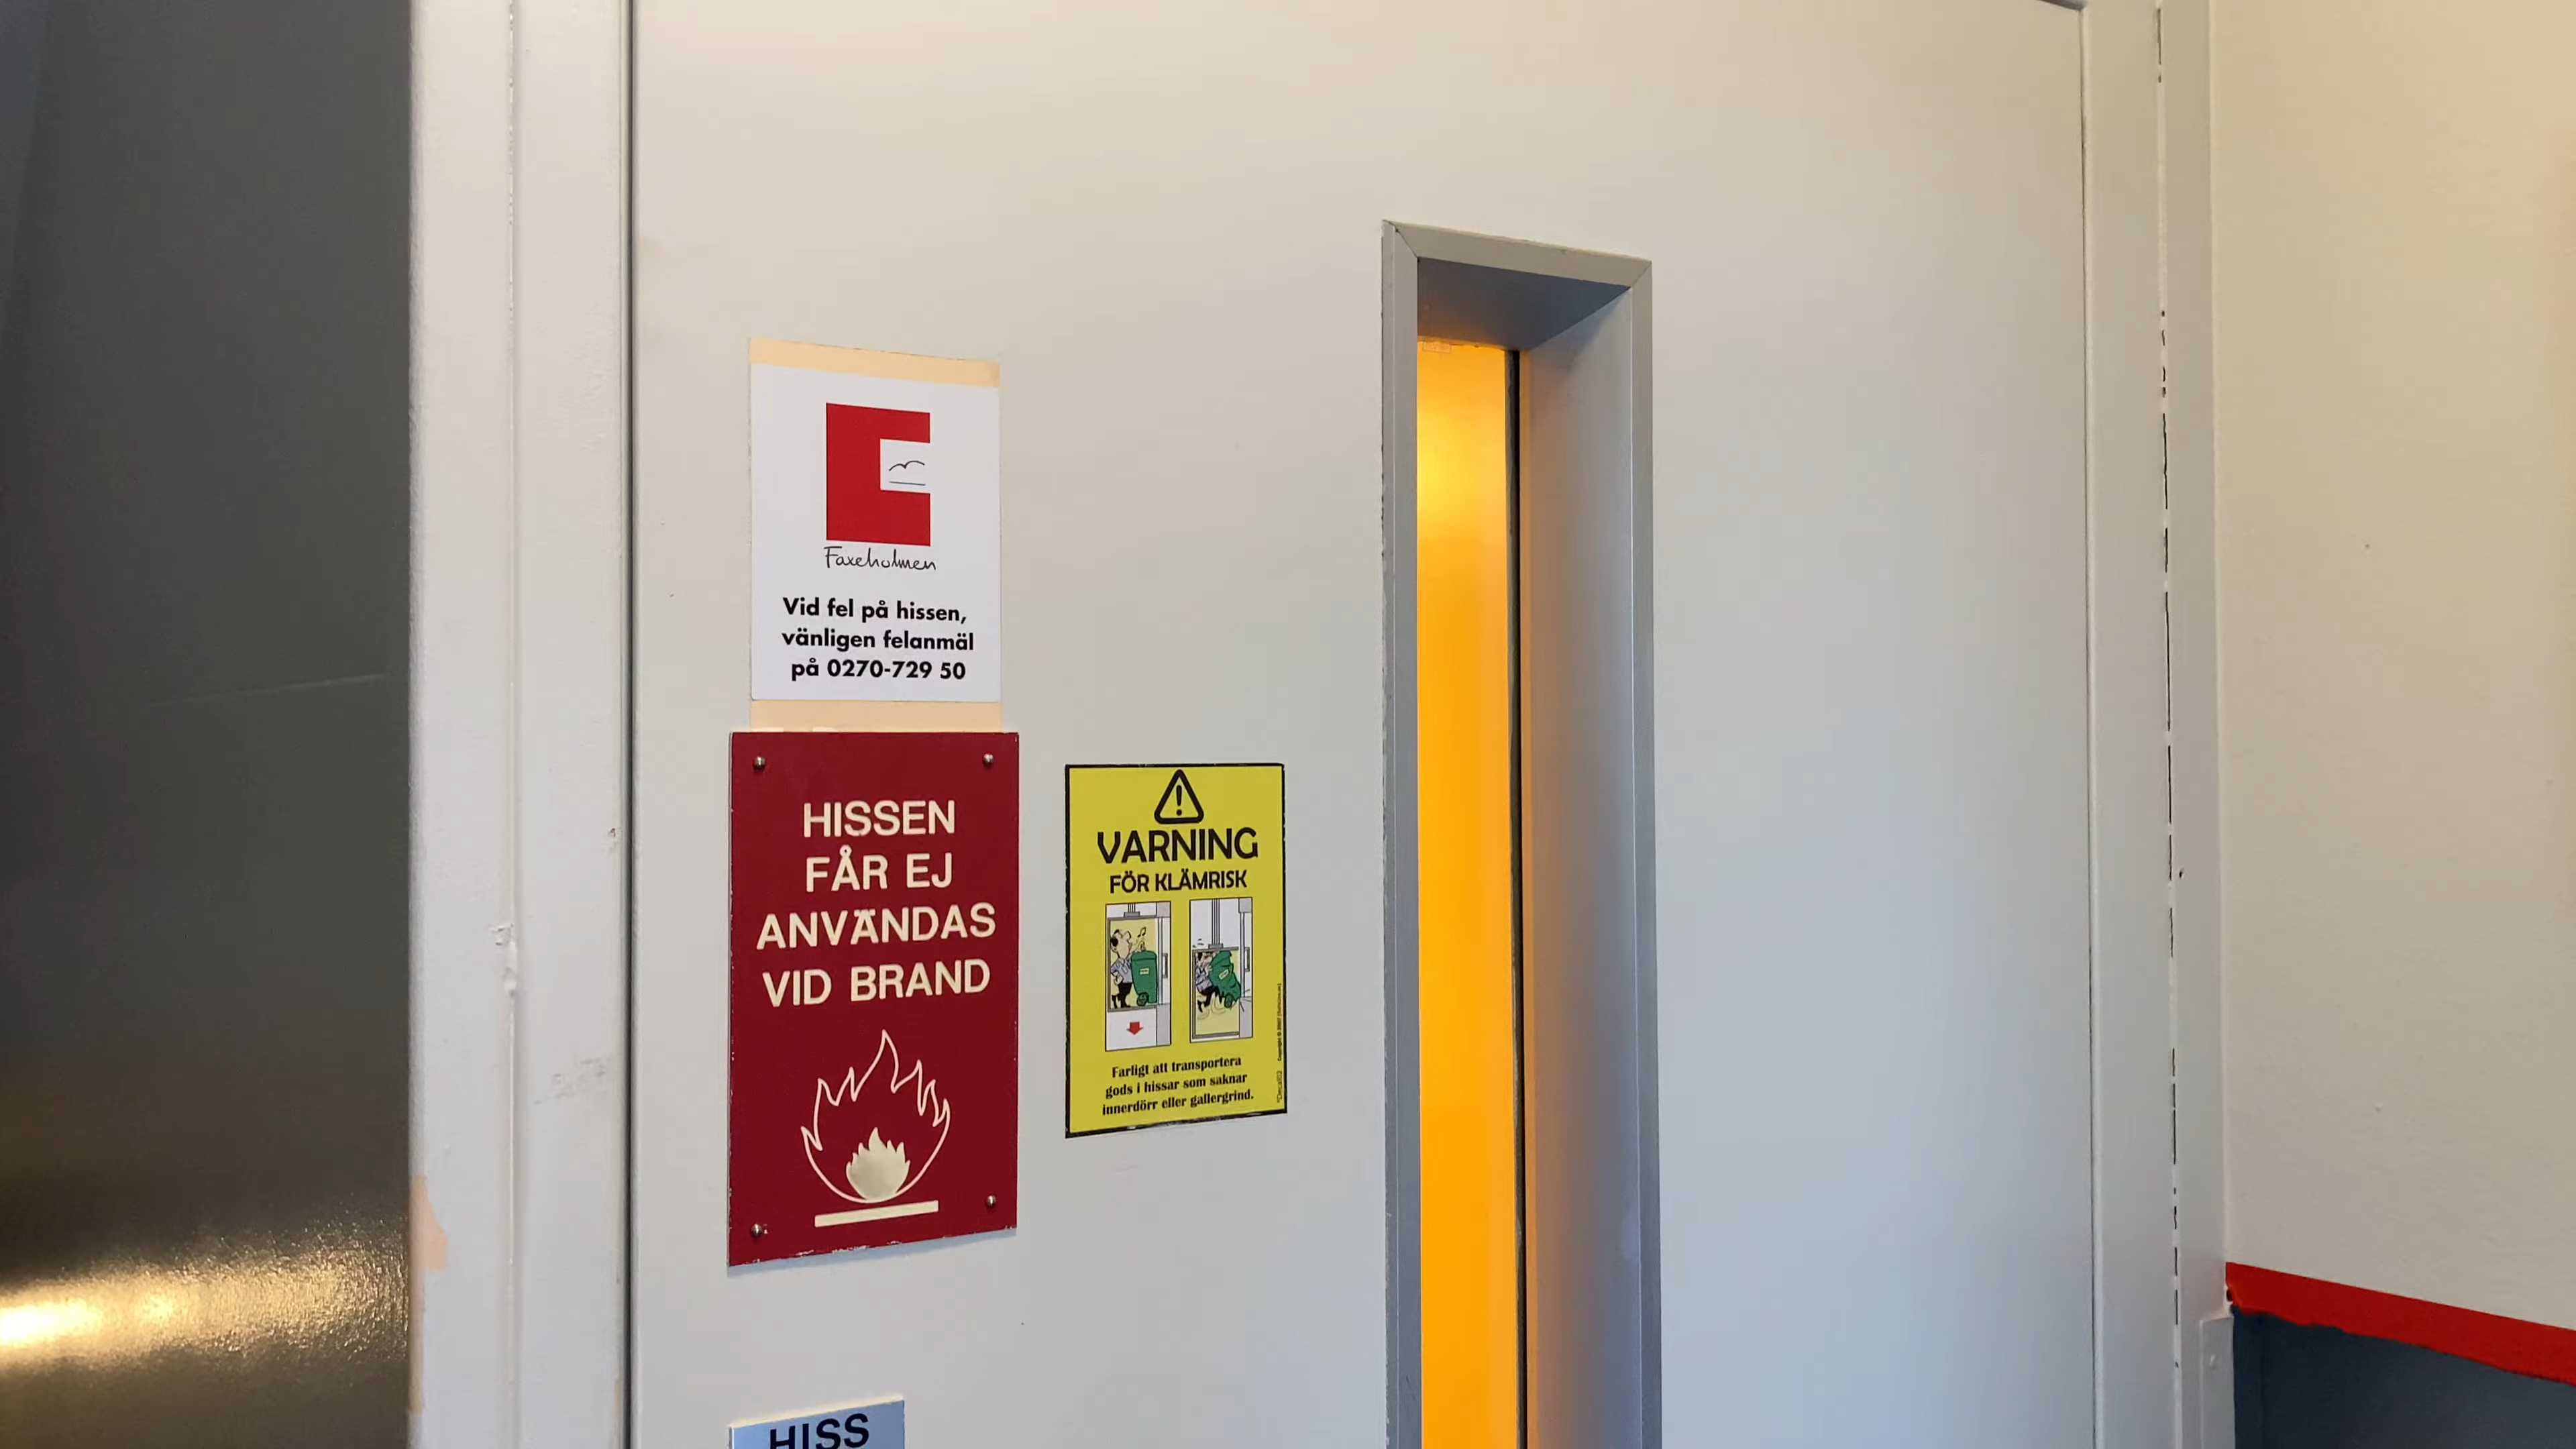 Faxeholmen
Vid fel på hissen,
vänligen felanmäl
på 0270-729 50
HISSEN
FÅR EJ
ANVÄNDAS
VID BRAND
VARNING
FÖR KLÄMRISK
Farligt att transportera
gods i hissar som saknar
innerdörr eller gallergrind.
HISS